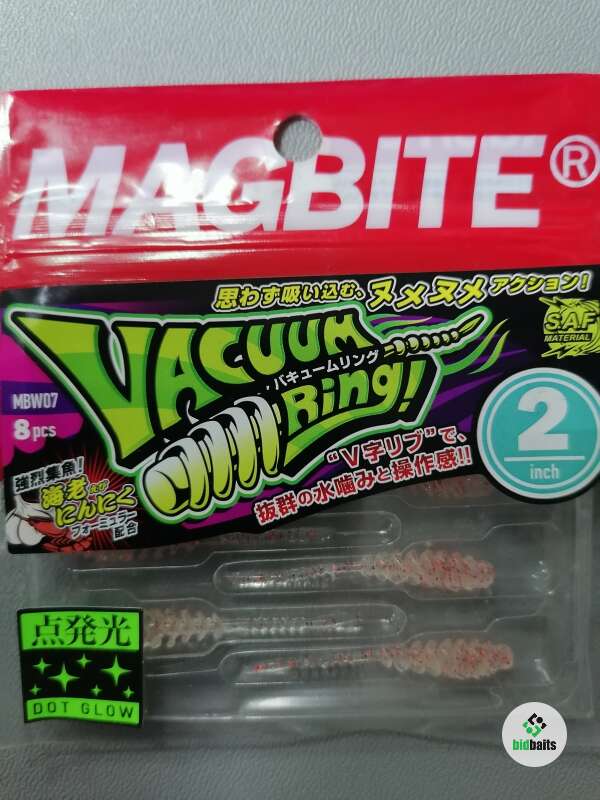 MAGBITE®
思わず吸い込む、ヌメヌメアクション!
VACUUM
バキュームリング
Ring!
S.A.F
MATERIAL
MBW07
8pcs
2
inch
"V字リブ"で、
抜群の水噛みと操作感!!
強烈集魚!
海老及び
にんにく
フォーミュラー
配合
点発光
DOT GLOW
bidbaits